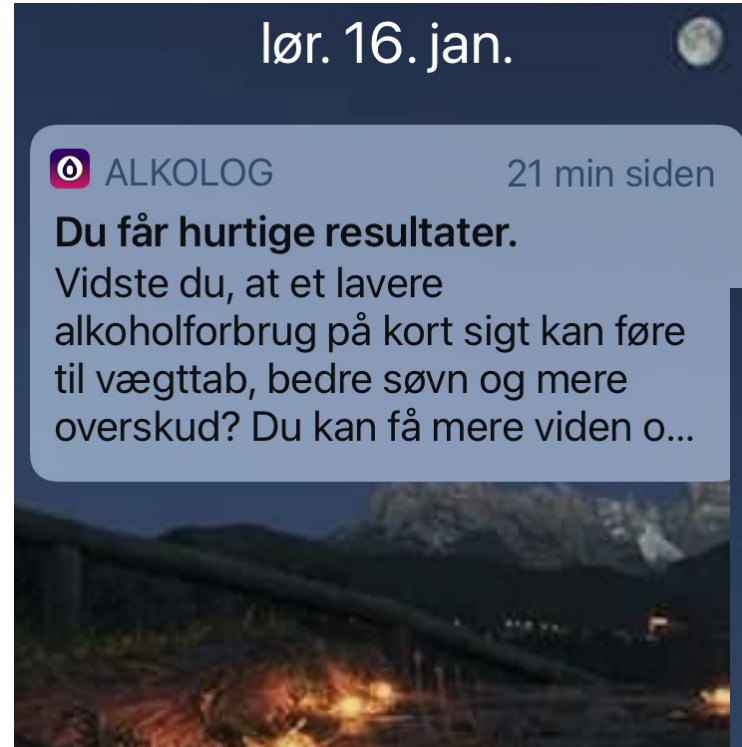 lør. 16. jan.
ALKOLOG 21 min siden
Du får hurtige resultater.
Vidste du, at et lavere
alkoholforbrug på kort sigt kan føre
til vægttab, bedre søvn og mere
overskud? Du kan få mere viden o...